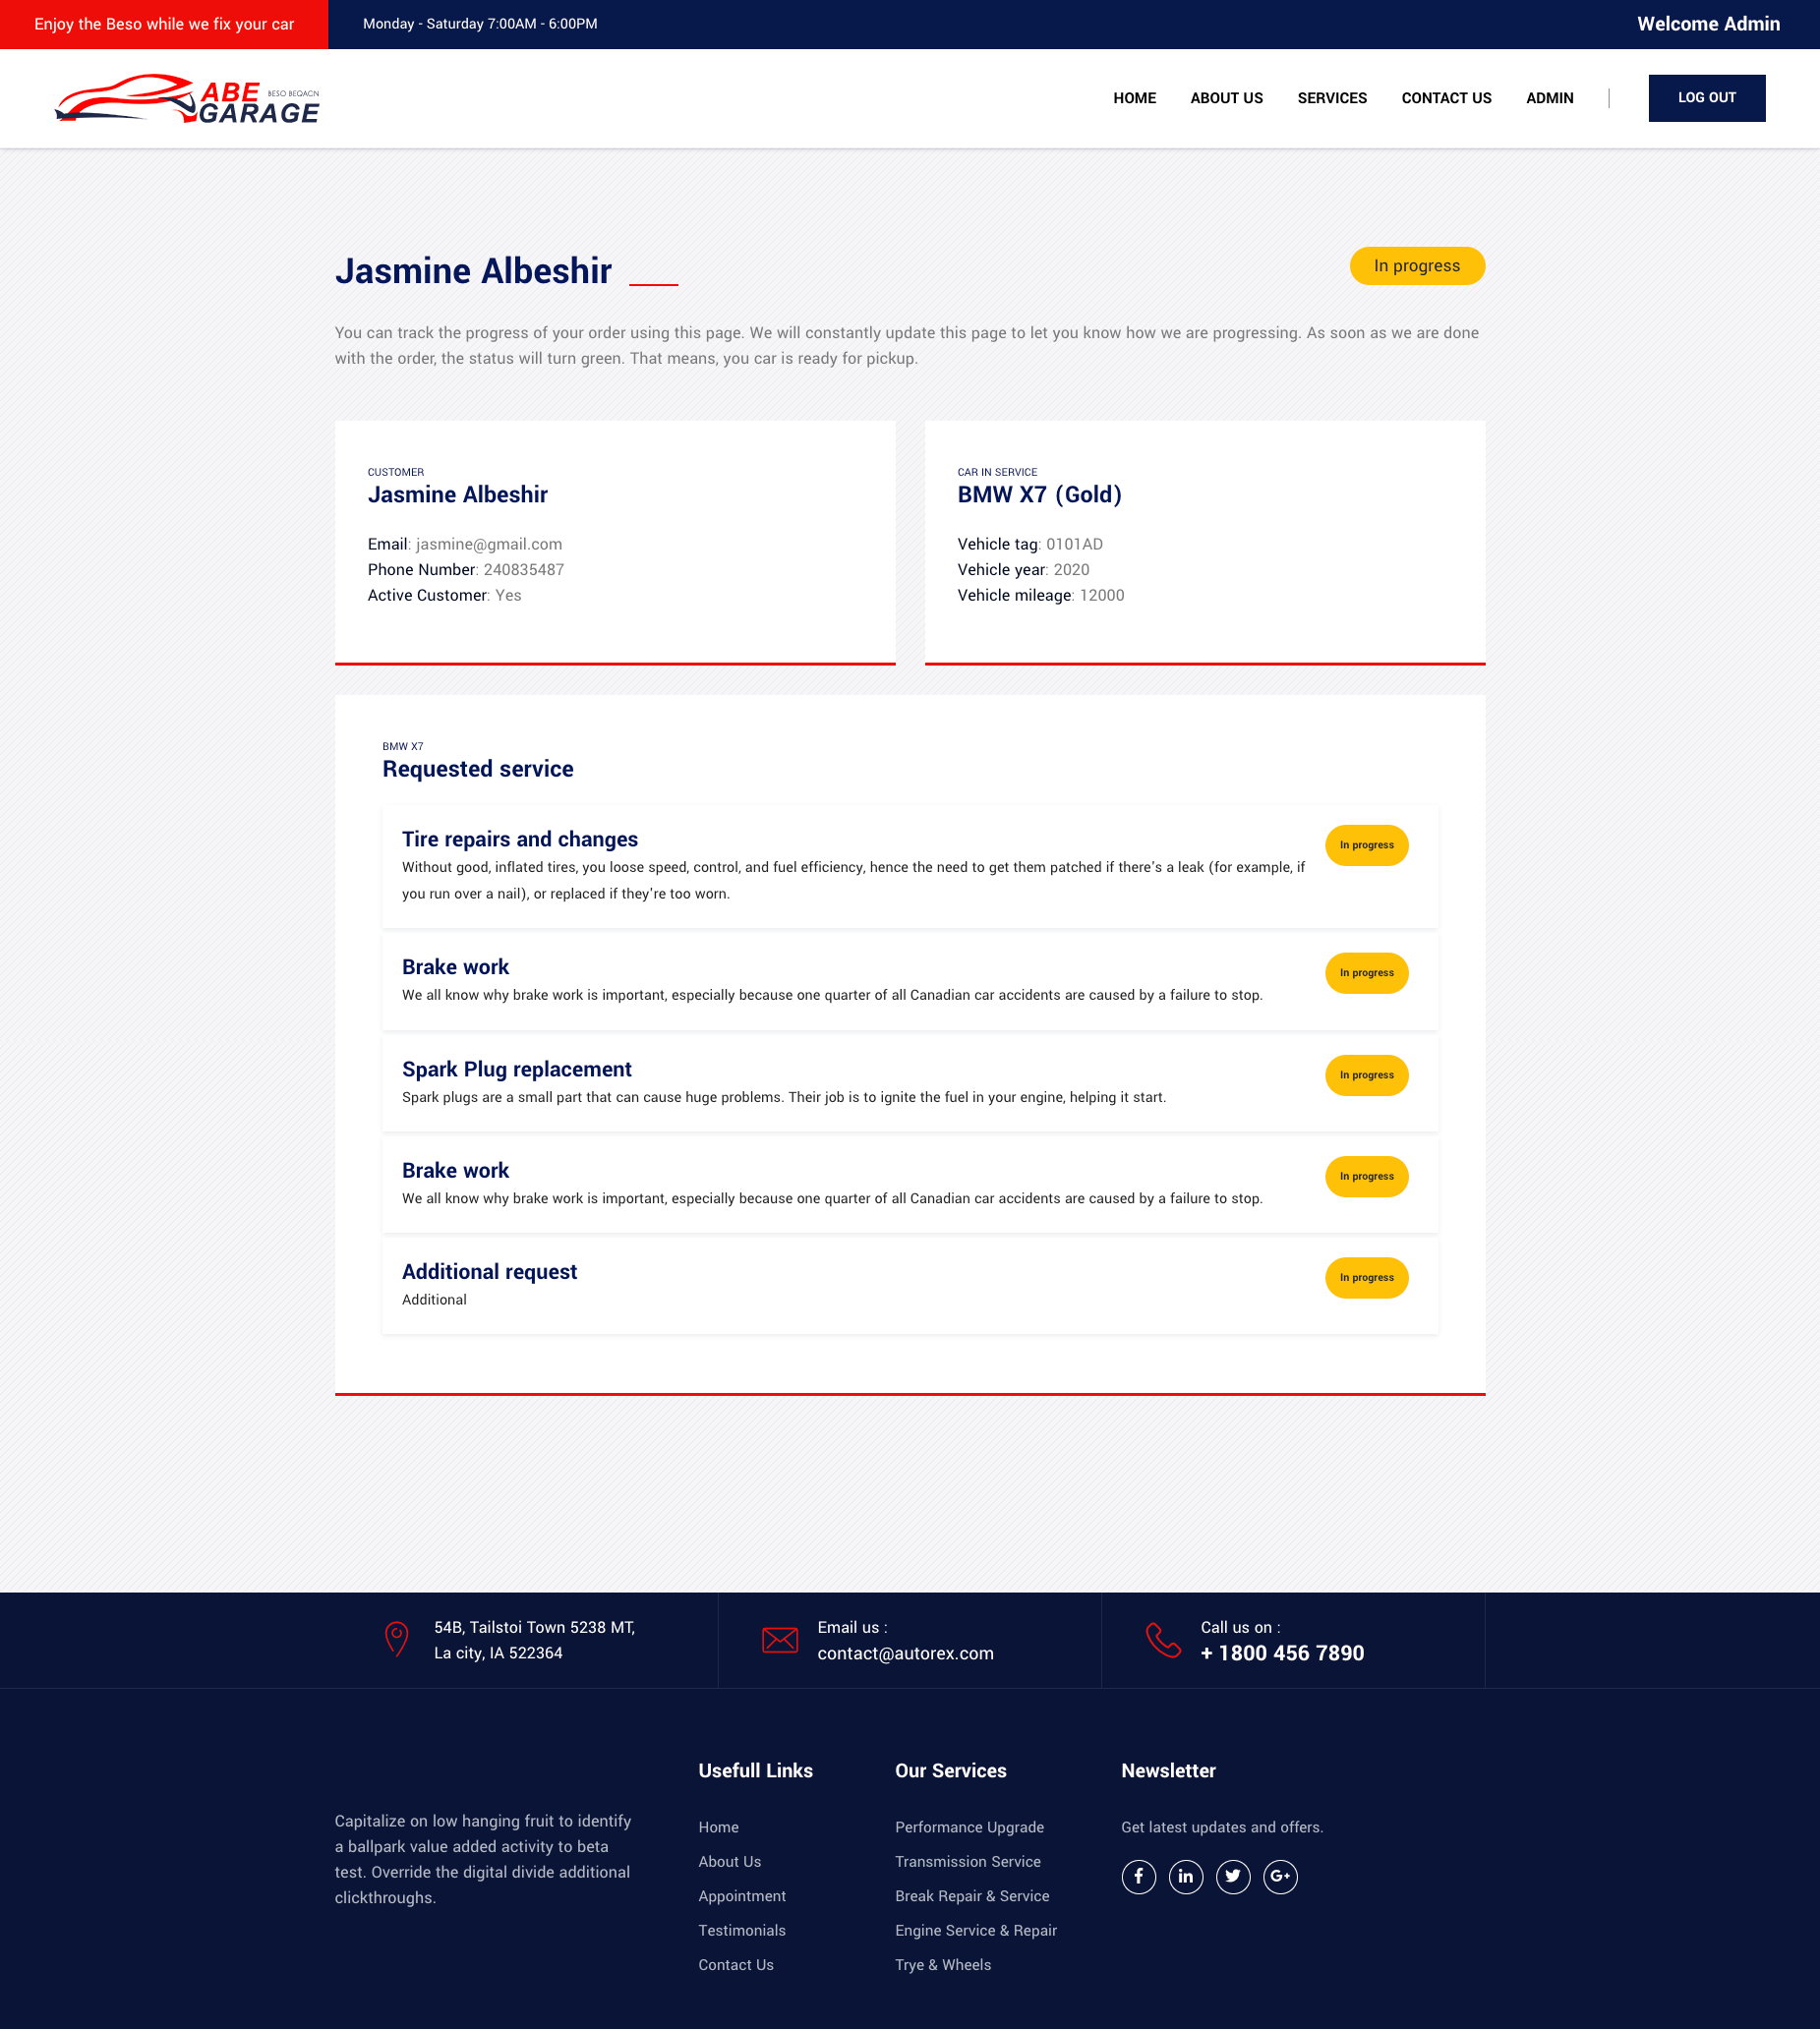 Enjoy the Beso while we fix your car
Monday - Saturday 7:00AM - 6:00PM
Welcome Admin
ABE BESO BEQACN
GARAGE
HOME
ABOUT US
SERVICES
CONTACT US
ADMIN
LOG OUT
Jasmine Albeshir
In progress
You can track the progress of your order using this page. We will constantly update this page to let you know how we are progressing. As soon as we are done
with the order, the status will turn green. That means, you car is ready for pickup.
CUSTOMER
Jasmine Albeshir
Email: jasmine@gmail.com
Phone Number: 240835487
Active Customer: Yes
CAR IN SERVICE
BMW X7 (Gold)
Vehicle tag: 0101AD
Vehicle year: 2020
Vehicle mileage: 12000
BMW X7
Requested service
Tire repairs and changes
In progress
Without good, inflated tires, you loose speed, control, and fuel efficiency, hence the need to get them patched if there's a leak (for example, if
you run over a nail), or replaced if they're too worn.
Brake work
In progress
We all know why brake work is important, especially because one quarter of all Canadian car accidents are caused by a failure to stop.
Spark Plug replacement
In progress
Spark plugs are a small part that can cause huge problems. Their job is to ignite the fuel in your engine, helping it start.
Brake work
In progress
We all know why brake work is important, especially because one quarter of all Canadian car accidents are caused by a failure to stop.
Additional request
In progress
Additional
54B, Tailstoi Town 5238 MT,
La city, IA 522364
Email us :
contact@autorex.com
Call us on :
+ 1800 456 7890
Capitalize on low hanging fruit to identify
a ballpark value added activity to beta
test. Override the digital divide additional
clickthroughs.
Usefull Links
Home
About Us
Appointment
Testimonials
Contact Us
Our Services
Performance Upgrade
Transmission Service
Break Repair & Service
Engine Service & Repair
Trye & Wheels
Newsletter
Get latest updates and offers.